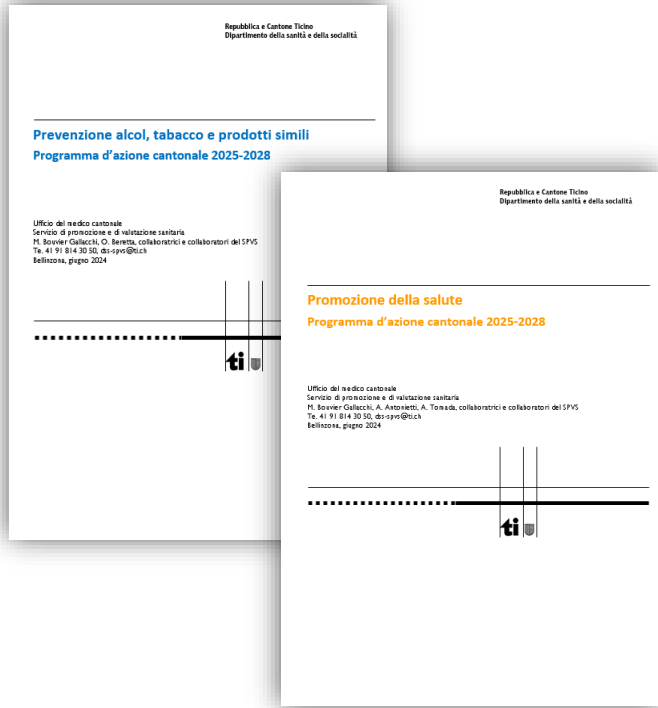 Repubblica e Cantone Ticino
Dipartimento della sanità e della socialità
Prevenzione alcol, tabacco e prodotti simili
Programma d'azione cantonale 2025-2028
Ufficio del medico cantonale
Servizio di promozione e di valutazione sanitaria
M. Bouvier Gallacchi, O. Beretta, collaboratrici e collaboratori del SPVS
Te. 41 91 814 30 50, dss-spvs@ti.ch
Bellinzona, giugno 2024
ti
Repubblica e Cantone Ticino
Dipartimento della sanità e della socialità
Promozione della salute
Programma d'azione cantonale 2025-2028
Ufficio del medico cantonale
Servizio di promozione e di valutazione sanitaria
M. Bouvier Gallacchi, A. Antonietti, A. Tomada, collaboratrici e collaboratori del SPVS
Te. 41 91 814 30 50, dss-spvs@ti.ch
Bellinzona, giugno 2024
ti